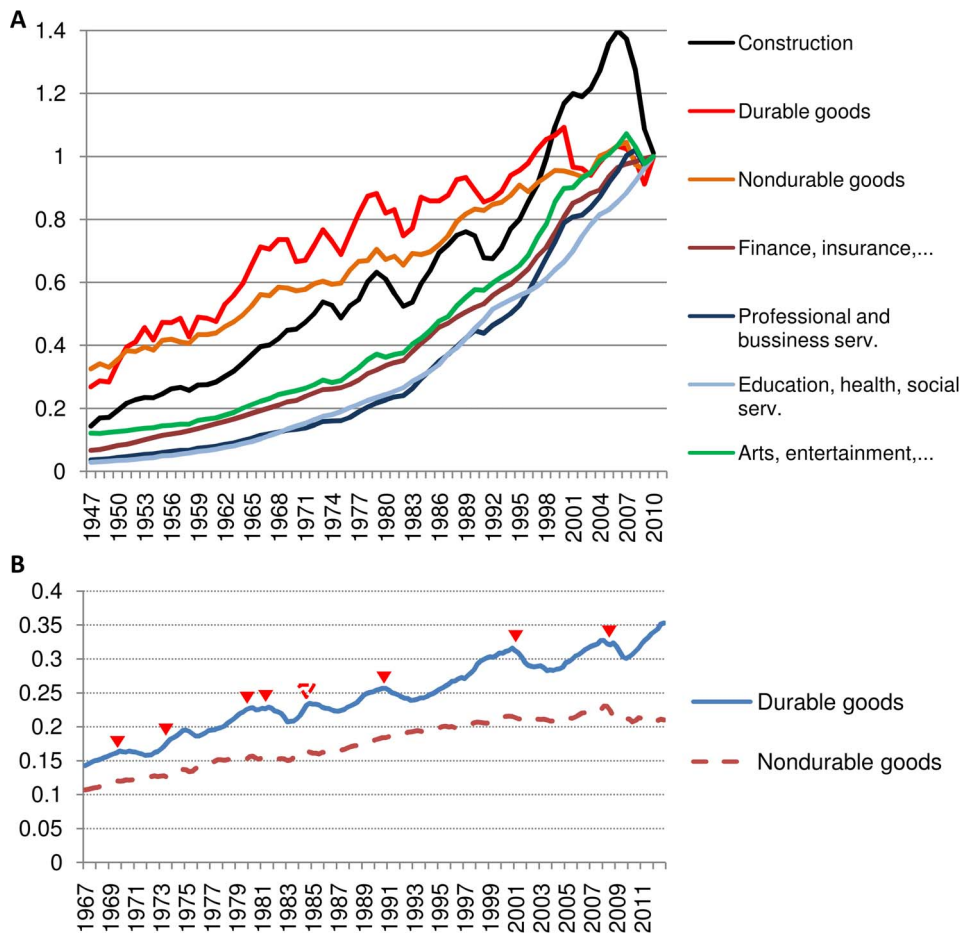 A
1.4
1.2
1
0.8
0.6
0.4
0.2
0
1947 1950 1953 1956 1959 1962 1965 1968 1971 1974 1977 1980 1983 1986 1989 1992 1995 1998 2001 2004 2007 2010
Construction
Durable goods
Nondurable goods
Finance, insurance,...
Professional and
bussiness serv.
Education, health, social
serv.
Arts, entertainment,...
B
0.4
0.35
0.3
0.25
0.2
0.15
0.1
0.05
0
1967 1969 1971 1973 1975 1977 1979 1981 1983 1985 1987 1989 1991 1993 1995 1997 1999 2001 2003 2005 2007 2009 2011
Durable goods
Nondurable goods